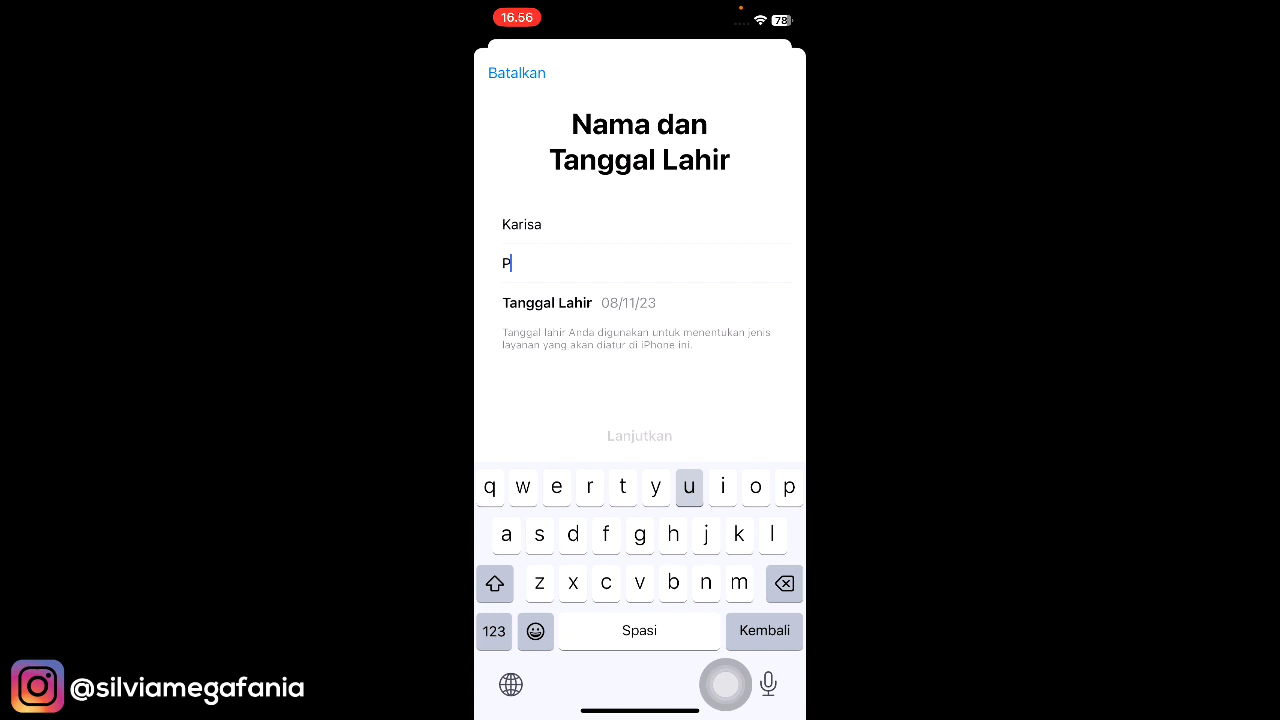 16.56
78
Batalkan
Nama dan
Tanggal Lahir
Karisa
P
Tanggal Lahir 08/11/23
Tanggal lahir Anda digunakan untuk menentukan jenis
layanan yang akan diatur di iPhone ini.
Lanjutkan
q w e r t y u i o p
a s d f g h j k l
z x c v b n m
123 Spasi Kembali
@silviamegafania